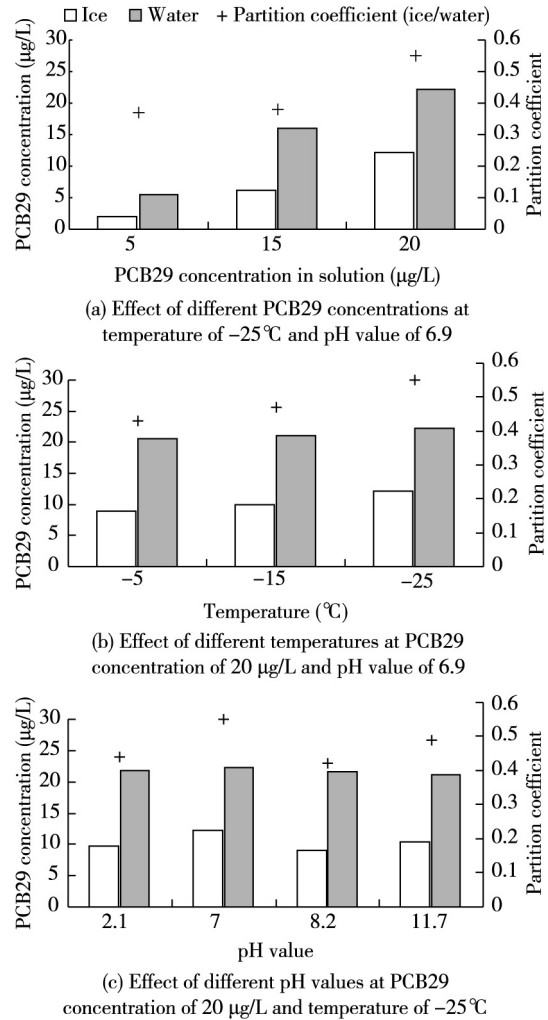 Ice Water + Partition coefficient (ice/water)
PCB29 concentration (μg/L)
30
25
20
15
10
5
0
0.6
0.5
0.4
0.3
0.2
0.1
0
Partition coefficient
5 15 20
PCB29 concentration in solution (μg/L)
(a) Effect of different PCB29 concentrations at
temperature of −25℃ and pH value of 6.9
PCB29 concentration (μg/L)
30
25
20
15
10
5
0
0.6
0.5
0.4
0.3
0.2
0.1
0
Partition coefficient
−5 −15 −25
Temperature (℃)
(b) Effect of different temperatures at PCB29
concentration of 20 μg/L and pH value of 6.9
PCB29 concentration (μg/L)
30
25
20
15
10
5
0
0.6
0.5
0.4
0.3
0.2
0.1
0
Partition coefficient
2.1 7 8.2 11.7
pH value
(c) Effect of different pH values at PCB29
concentration of 20 μg/L and temperature of −25℃